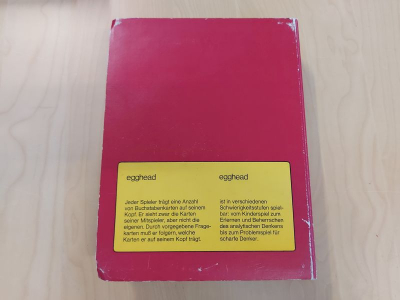 egghead
Jeder Spieler trägt eine Anzahl
von Buchstabenkarten auf seinem
Kopf. Er sieht zwar die Karten
seiner Mitspieler, aber nicht die
eigenen. Durch vorgegebene Frage-
karten muß er folgern, welche
Karten er auf seinem Kopf trägt.
egghead
ist in verschiedenen
Schwierigkeitsstufen spiel-
bar: vom Kinderspiel zum
Erlernen und Beherrschen
des analytischen Denkens
bis zum Problemspiel für
scharfe Denker.